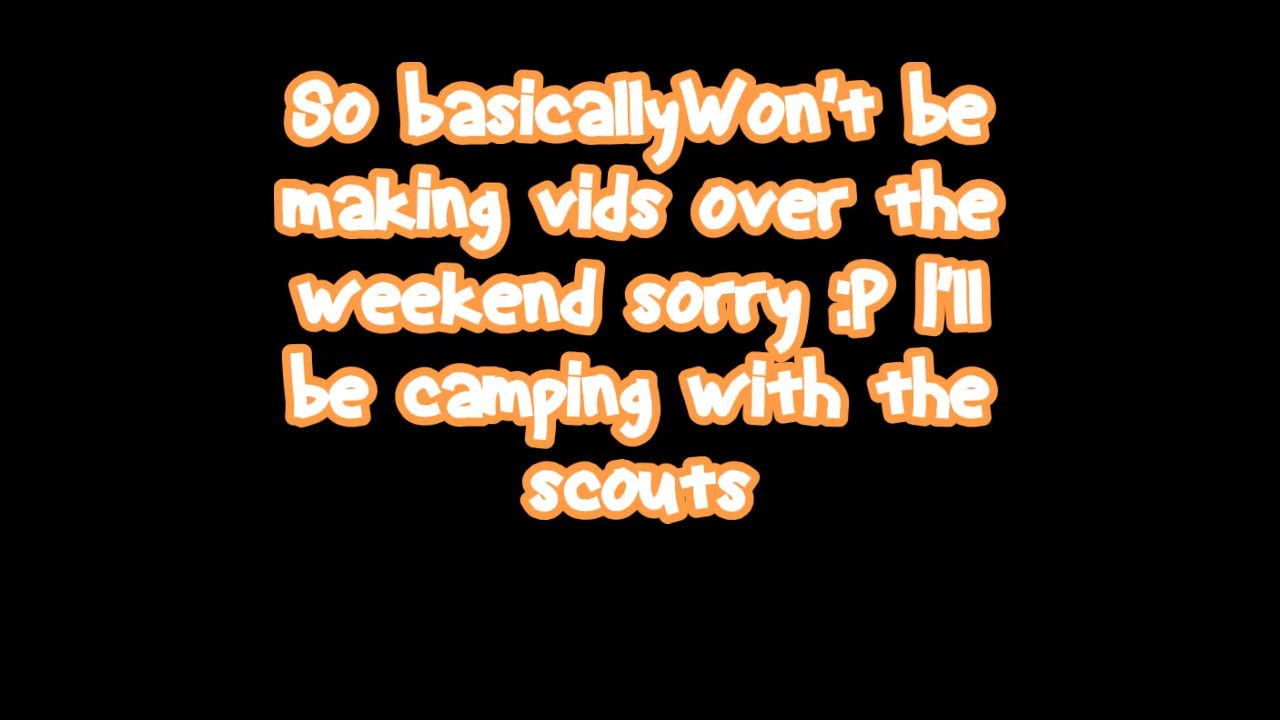 So basicallyWon't be
making vids over the
weekend sorry :P I'll
be camping with the
scouts